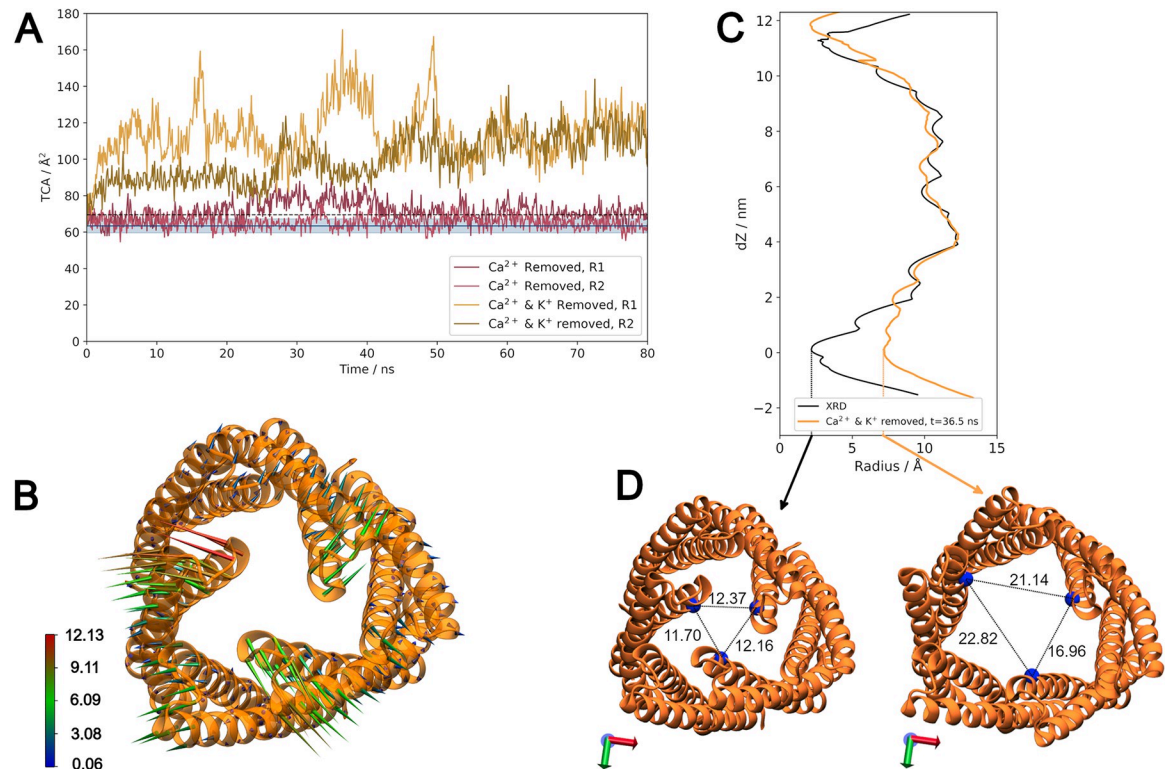 A
180
160
140
120
100
80
60
40
20
0
TCA / Å²
0 10 20 30 40 50 60 70 80
Time / ns
Ca²⁺ Removed, R1
Ca²⁺ Removed, R2
Ca²⁺ & K⁺ Removed, R1
Ca²⁺ & K⁺ removed, R2
C
12
10
8
6
4
2
0
−2
dZ / nm
XRD
Ca²⁺ & K⁺ removed, t=36.5 ns
0 5 10 15
Radius / Å
B
12.13
9.11
6.09
3.08
0.06
D
12.37
11.70
12.16
21.14
22.82
16.96